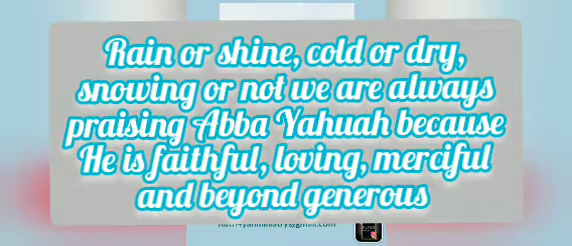 Rain or shine, cold or dry,
snowing or not we are always
praising Abba Yahuah because
He is faithful, loving, merciful
and beyond generous